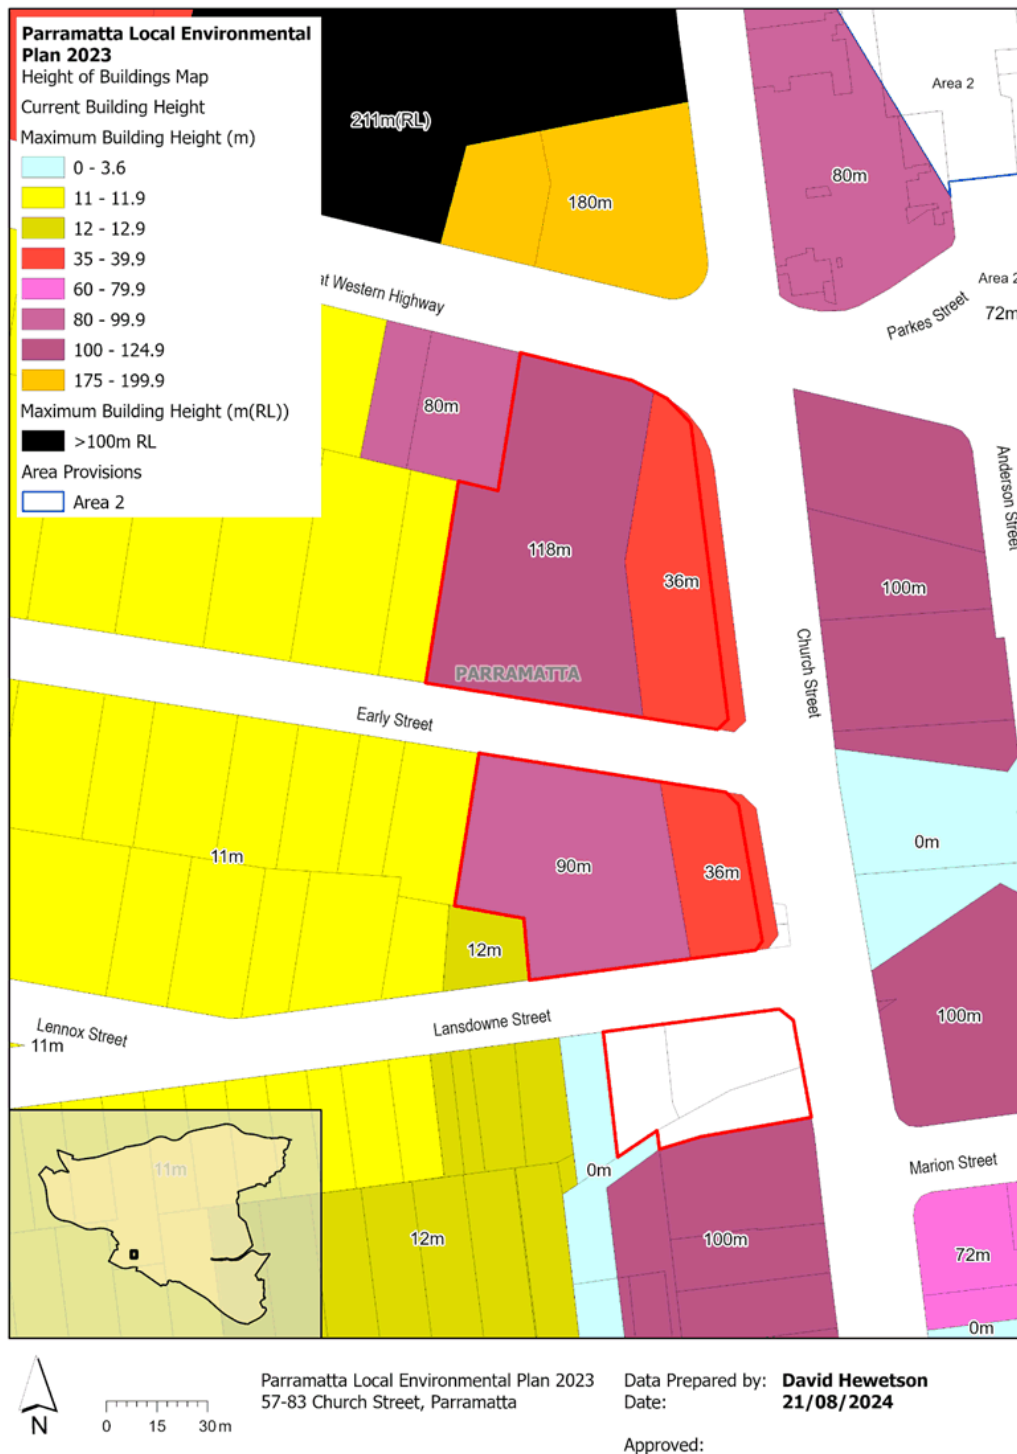 Parramatta Local Environmental
Plan 2023
Height of Buildings Map
Current Building Height
Maximum Building Height (m)
0 - 3.6
11 - 11.9
12 - 12.9
35 - 39.9
60 - 79.9
80 - 99.9
100 - 124.9
175 - 199.9
Maximum Building Height (m(RL))
>100m RL
Area Provisions
Area 2
211m(RL)
180m
80m
Area 2
Area 2
72m
Parkes Street
at Western Highway
80m
118m
36m
100m
Anderson Street
Church Street
PARRAMATTA
Early Street
11m
90m
36m
0m
12m
100m
Lennox Street
11m
Lansdowne Street
0m
Marion Street
11m
12m
100m
72m
0m
N
0 15 30 m
Parramatta Local Environmental Plan 2023
57-83 Church Street, Parramatta
Data Prepared by: David Hewetson
Date: 21/08/2024
Approved: